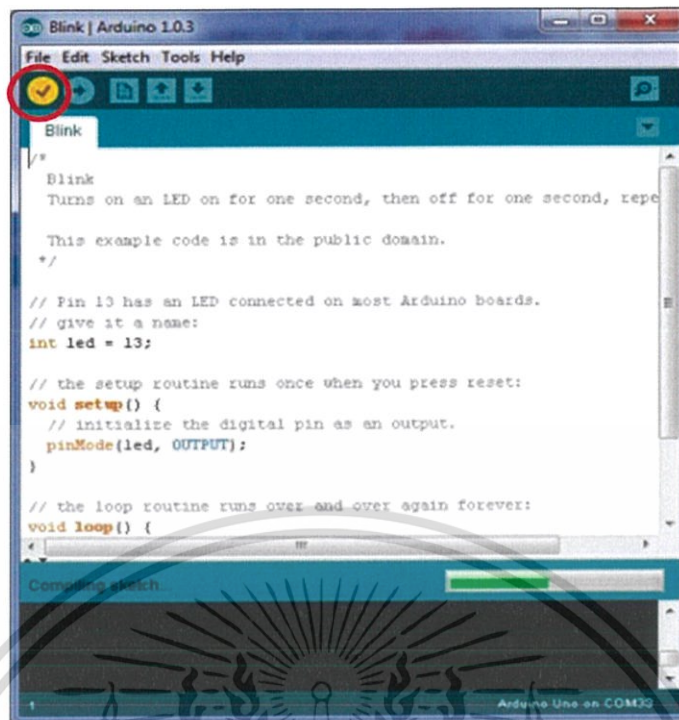 Blink | Arduino 1.0.3
File Edit Sketch Tools Help
Blink
/*
Blink
Turns on an LED on for one second, then off for one second, repe
This example code is in the public domain.
*/
// Pin 13 has an LED connected on most Arduino boards.
// give it a name:
int led = 13;
// the setup routine runs once when you press reset:
void setup() {
// initialize the digital pin as an output.
pinMode(led, OUTPUT);
}
// the loop routine runs over and over again forever:
void loop() {
Compiling sketch...
1
Arduino Uno on COM33